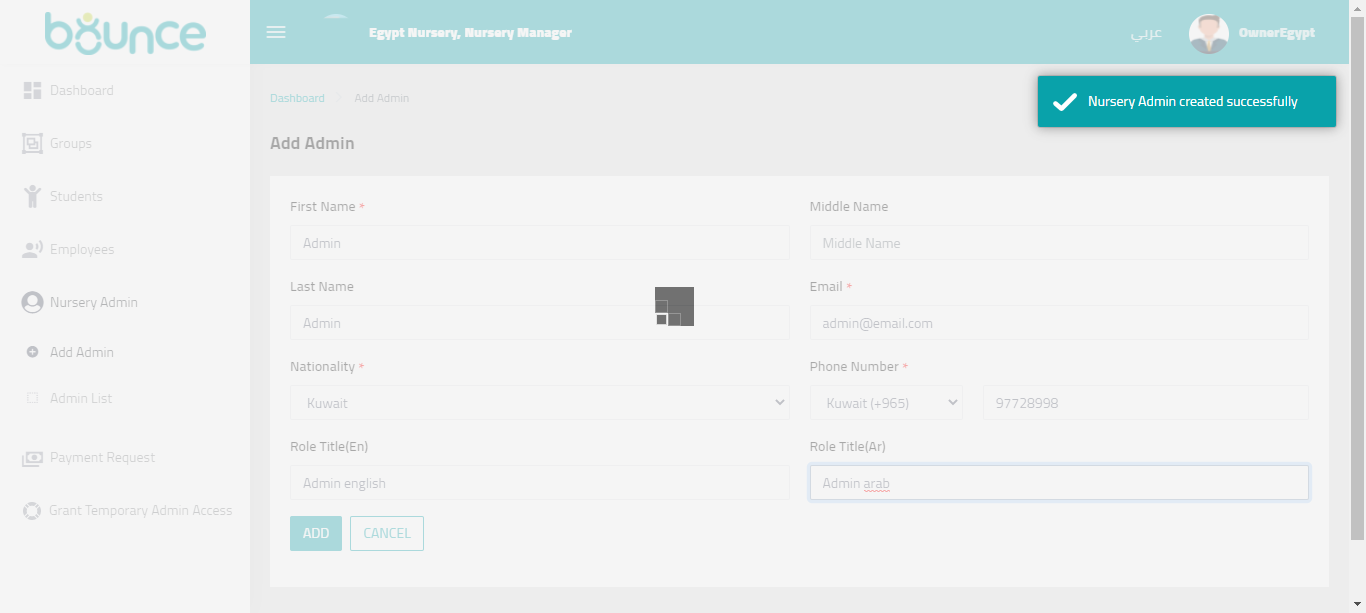 bounce
Egypt Nursery, Nursery Manager
عربي
OwnerEgypt
Dashboard
Groups
Students
Employees
Nursery Admin
Add Admin
Admin List
Payment Request
Grant Temporary Admin Access
Dashboard > Add Admin
Nursery Admin created successfully
Add Admin
First Name * Middle Name
Admin Middle Name
Last Name Email *
Admin admin@email.com
Nationality * Phone Number *
Kuwait Kuwait (+965) 97728998
Role Title(En) Role Title(Ar)
Admin english Admin arab
ADD CANCEL